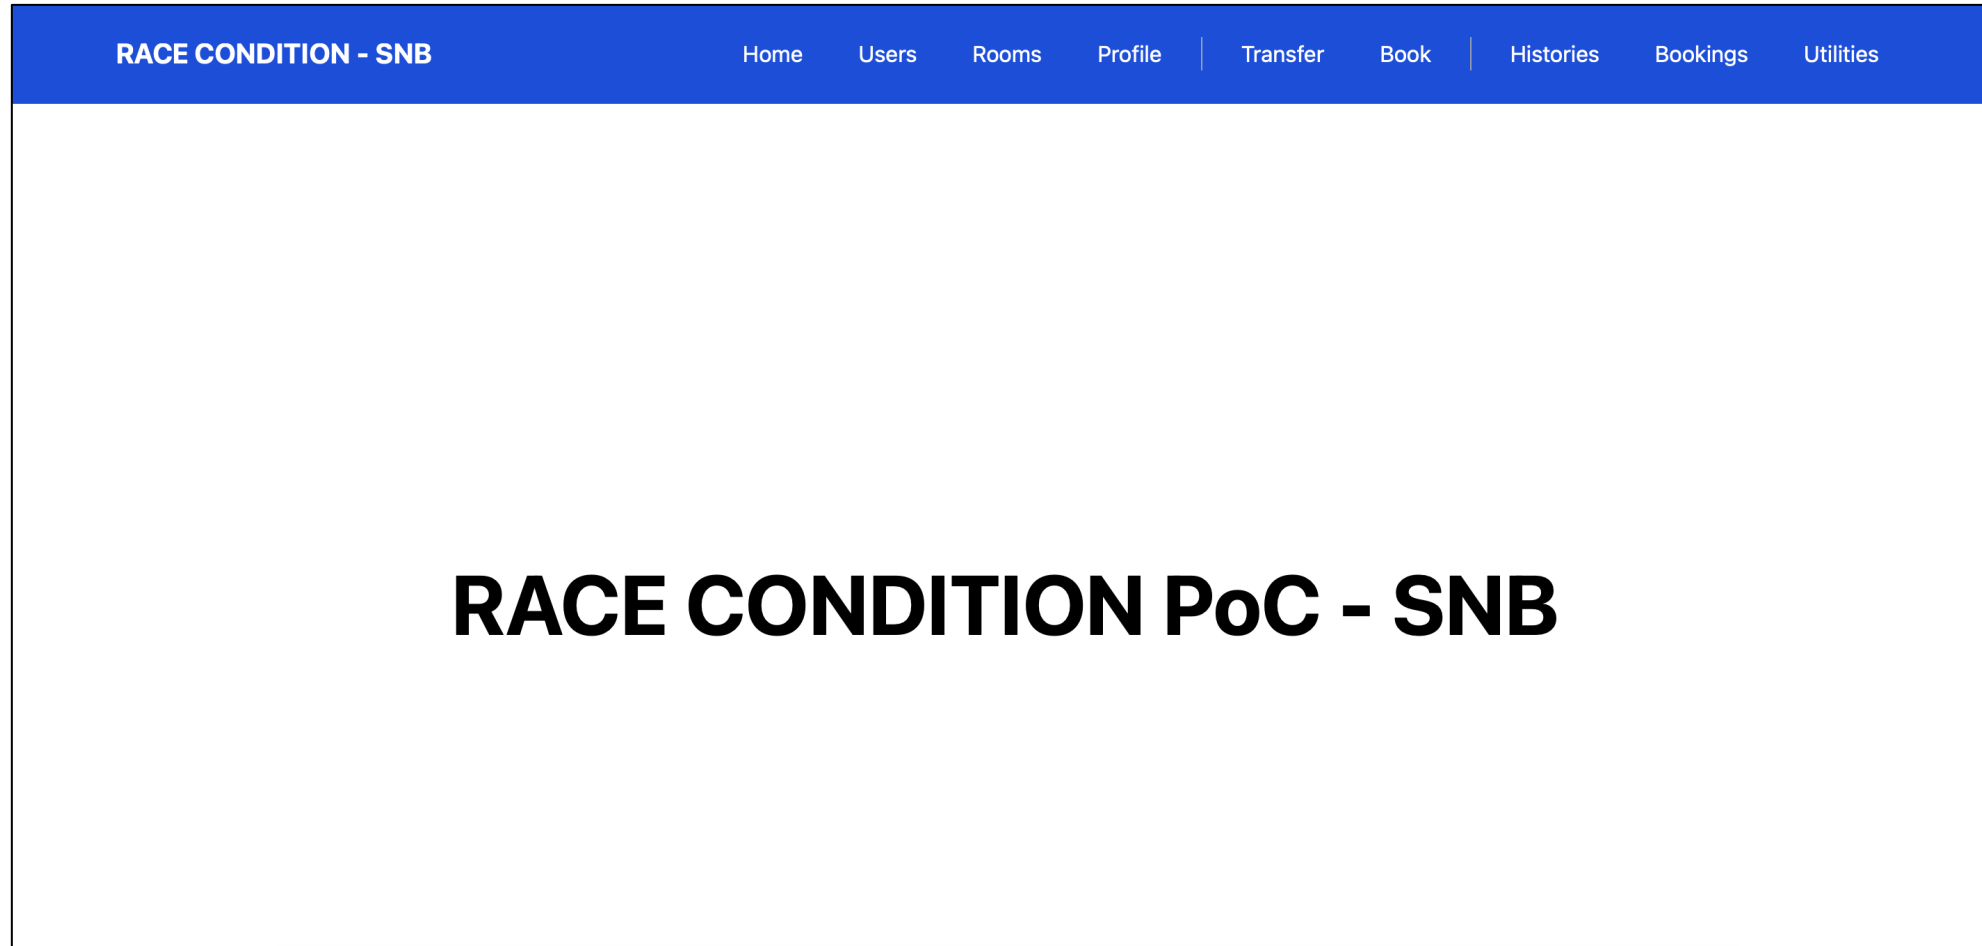 RACE CONDITION - SNB Home Users Rooms Profile Transfer Book Histories Bookings Utilities
RACE CONDITION PoC - SNB